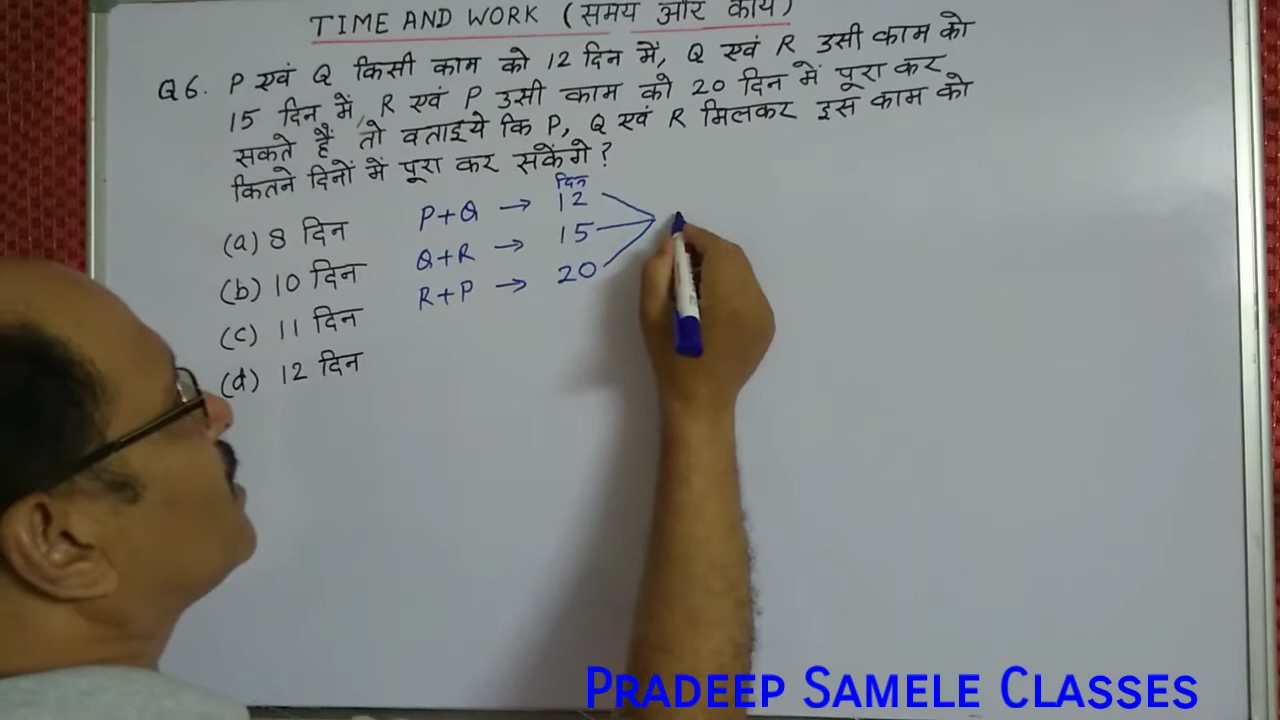 TIME AND WORK (समय और कार्य)
Q6. P एवं Q किसी काम को 12 दिन में, Q एवं R उसी काम को
15 दिन में, R एवं P उसी काम को 20 दिन में पूरा कर
सकते हैं तो बताइये कि P, Q एवं R मिलकर इस काम को
कितने दिनों में पूरा कर सकेंगे?
(a) 8 दिन
(b) 10 दिन
(c) 11 दिन
(d) 12 दिन
दिन
P+Q → 12
Q+R → 15
R+P → 20
PRADEEP SAMELE CLASSES